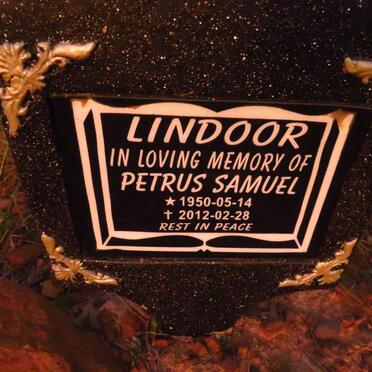 LINDOOR
IN LOVING MEMORY OF
PETRUS SAMUEL
★ 1950-05-14
✝ 2012-02-28
REST IN PEACE